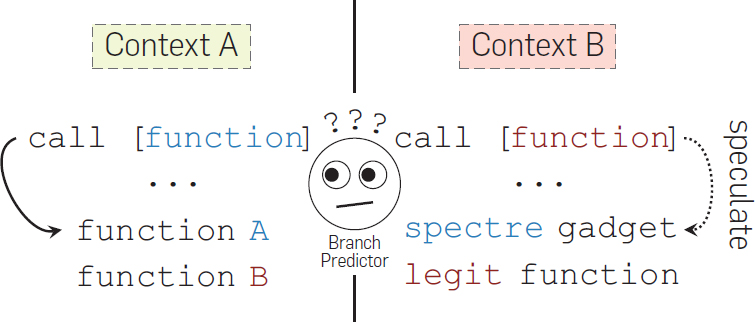 Context A
call [function]
...
function A
function B
? ? ?
Branch
Predictor
Context B
call [function]
...
spectre gadget
legit function
speculate